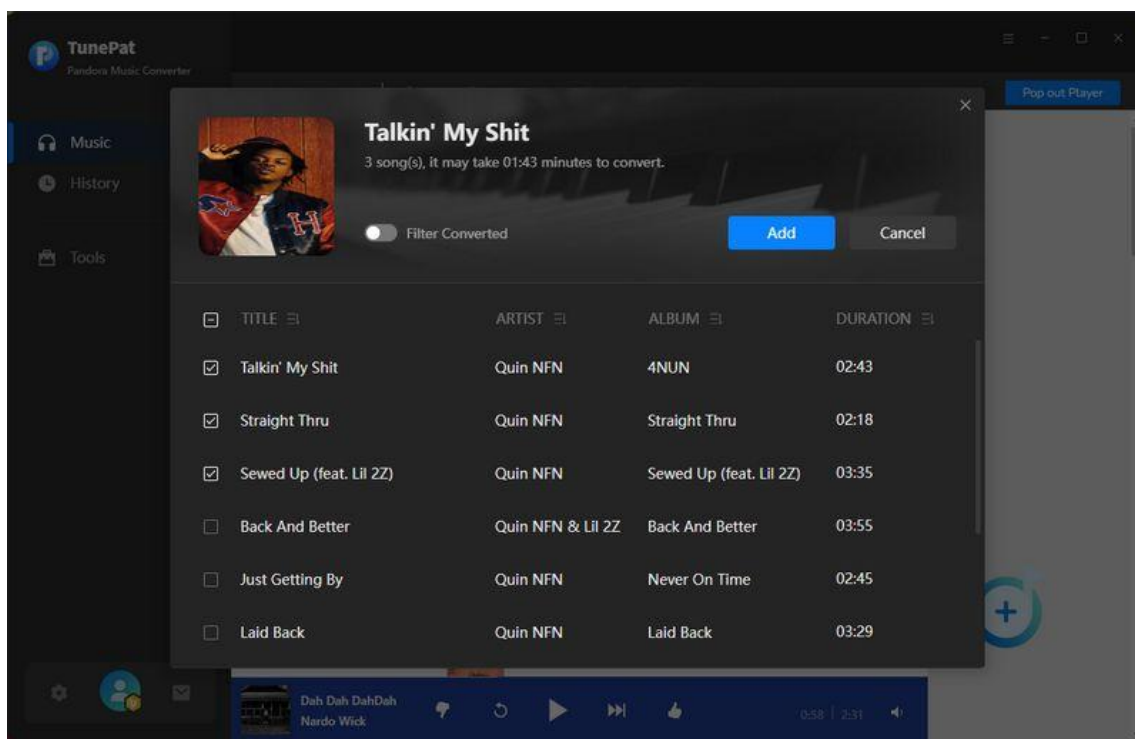 TunePat
Pandora Music Converter
Pop out Player
Music
History
Tools
Talkin' My Shit
3 song(s), it may take 01:43 minutes to convert.
Filter Converted
Add Cancel
TITLE ARTIST ALBUM DURATION
Talkin' My Shit Quin NFN 4NUN 02:43
Straight Thru Quin NFN Straight Thru 02:18
Sewed Up (feat. Lil 2Z) Quin NFN Sewed Up (feat. Lil 2Z) 03:35
Back And Better Quin NFN & Lil 2Z Back And Better 03:55
Just Getting By Quin NFN Never On Time 02:45
Laid Back Quin NFN Laid Back 03:29
Dah Dah DahDah
Nardo Wick
0:58 | 2:31
H